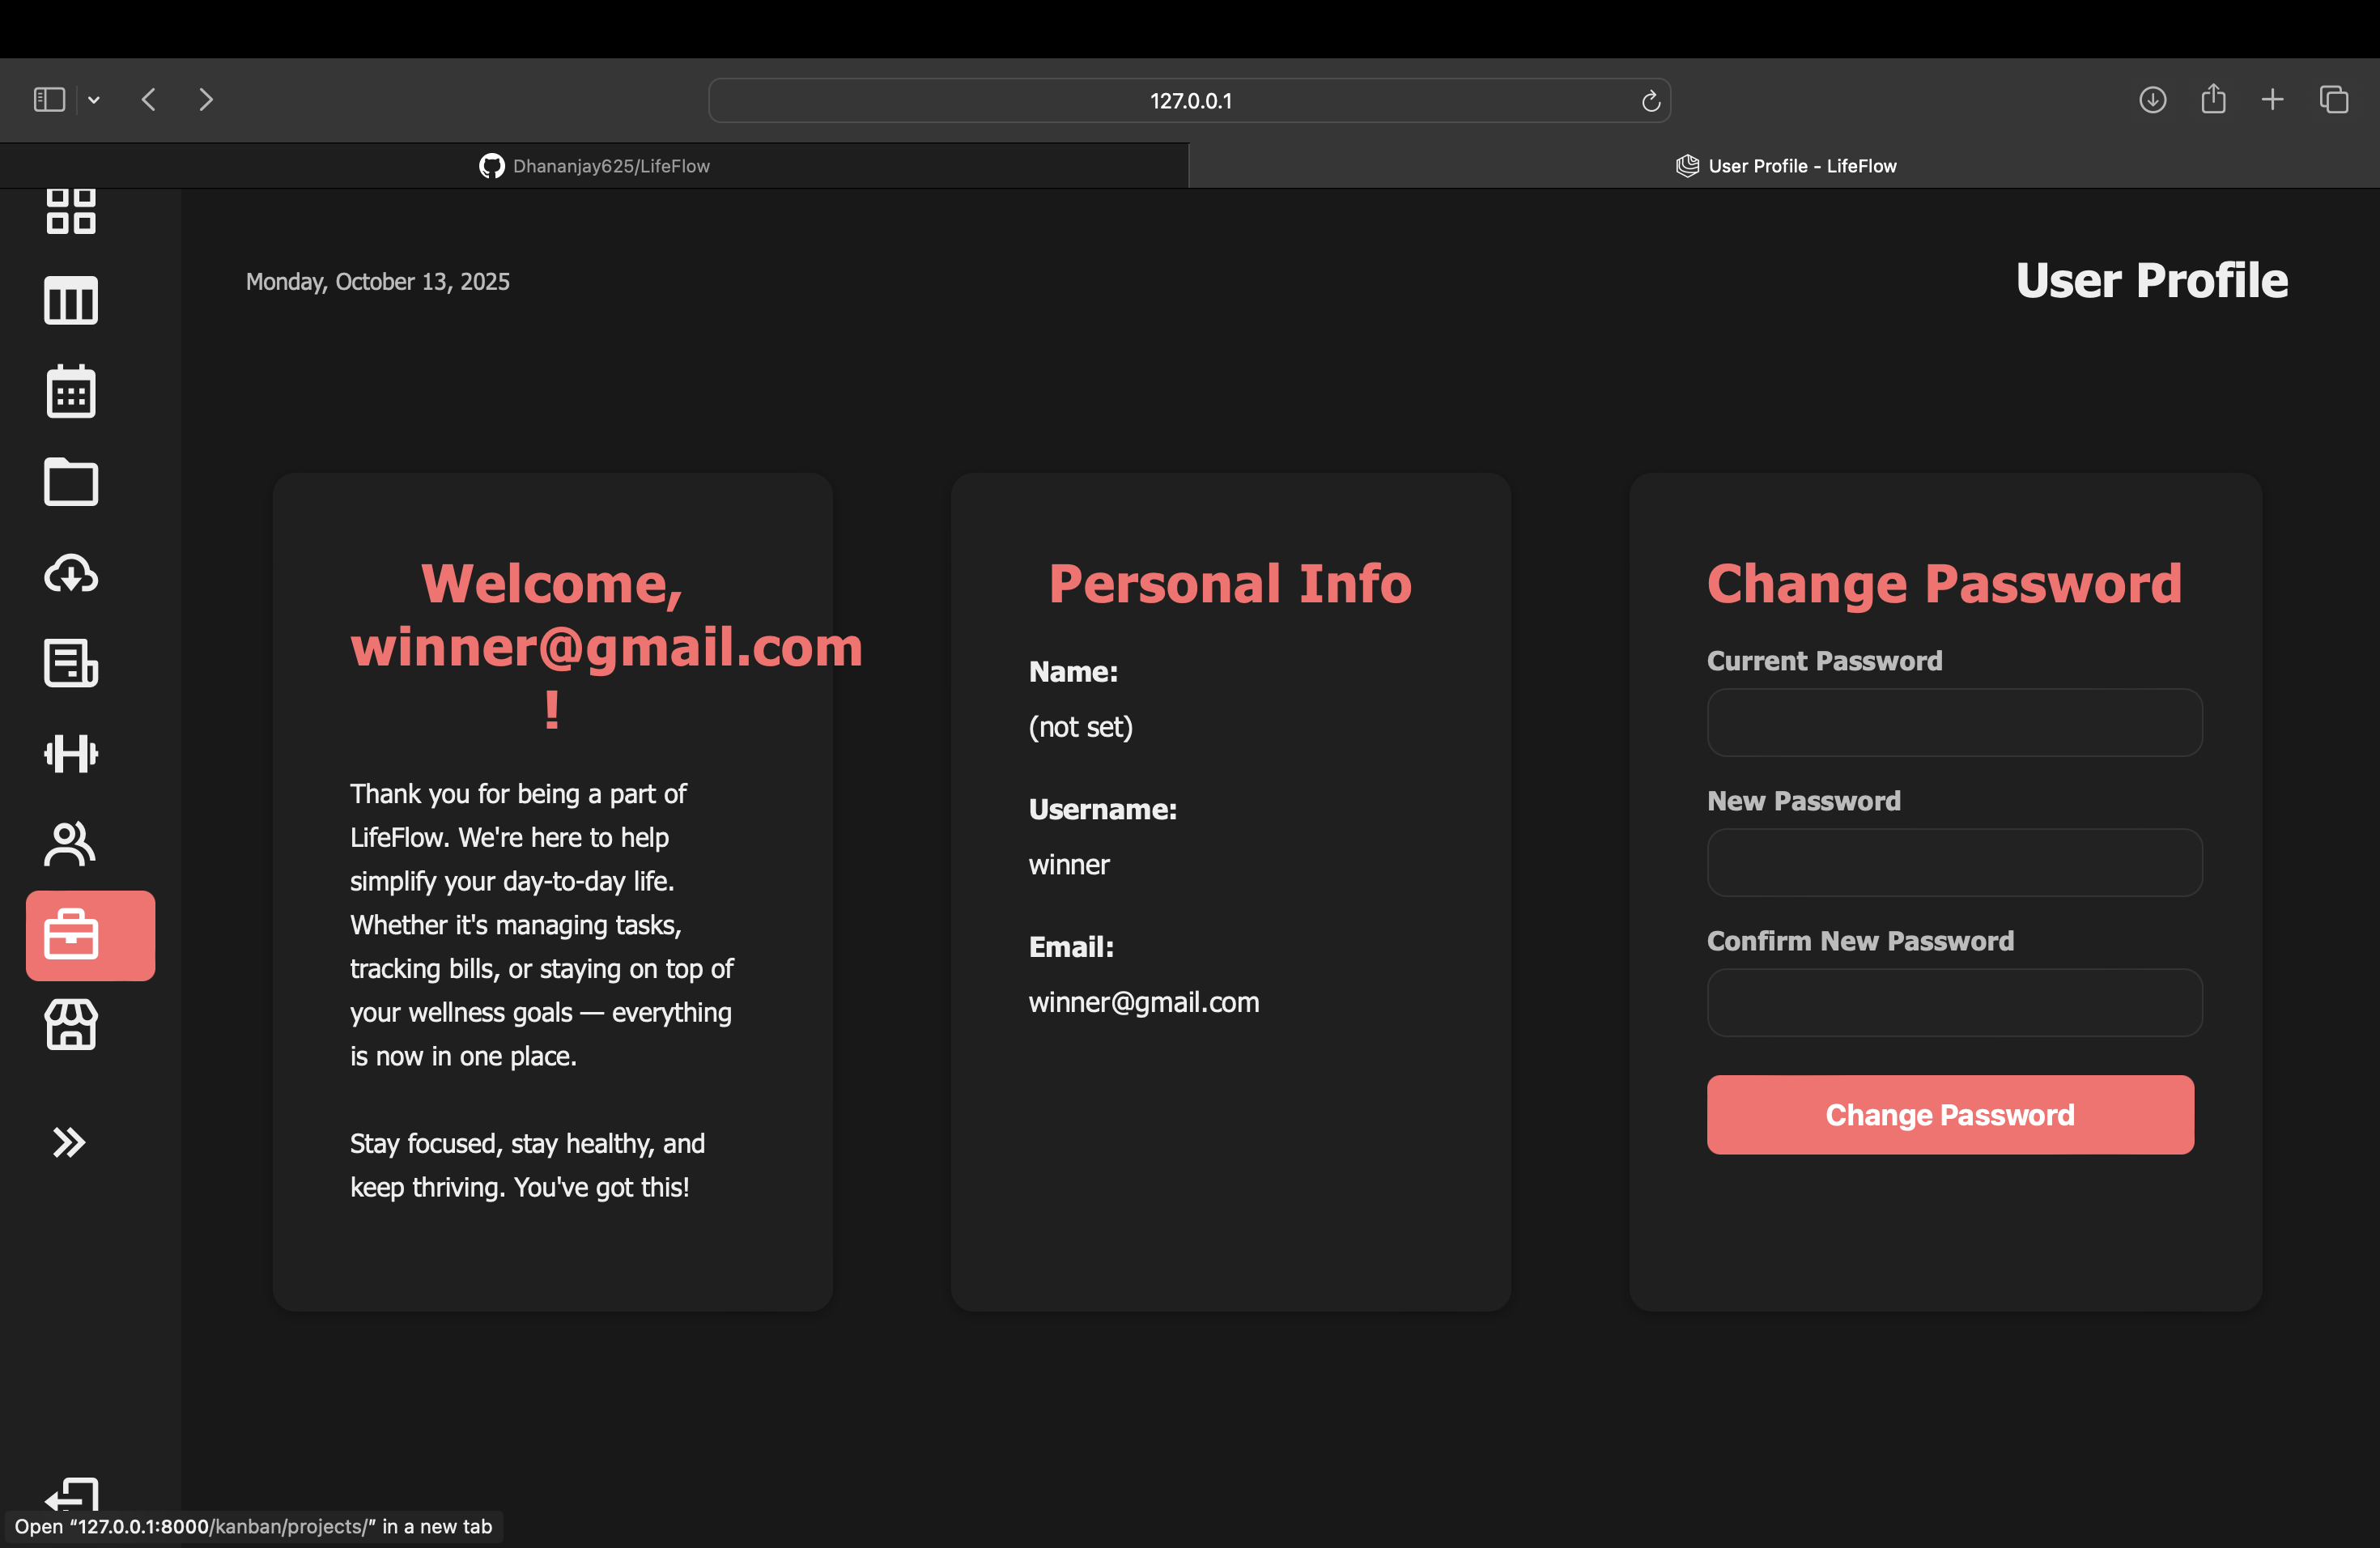 127.0.0.1
Dhananjay625/LifeFlow
User Profile - LifeFlow
Monday, October 13, 2025
User Profile
Welcome,
winner@gmail.com
!
Thank you for being a part of
LifeFlow. We're here to help
simplify your day-to-day life.
Whether it's managing tasks,
tracking bills, or staying on top of
your wellness goals — everything
is now in one place.
Stay focused, stay healthy, and
keep thriving. You've got this!
Personal Info
Name:
(not set)
Username:
winner
Email:
winner@gmail.com
Change Password
Current Password
New Password
Confirm New Password
Change Password
Open “127.0.0.1:8000/kanban/projects/” in a new tab